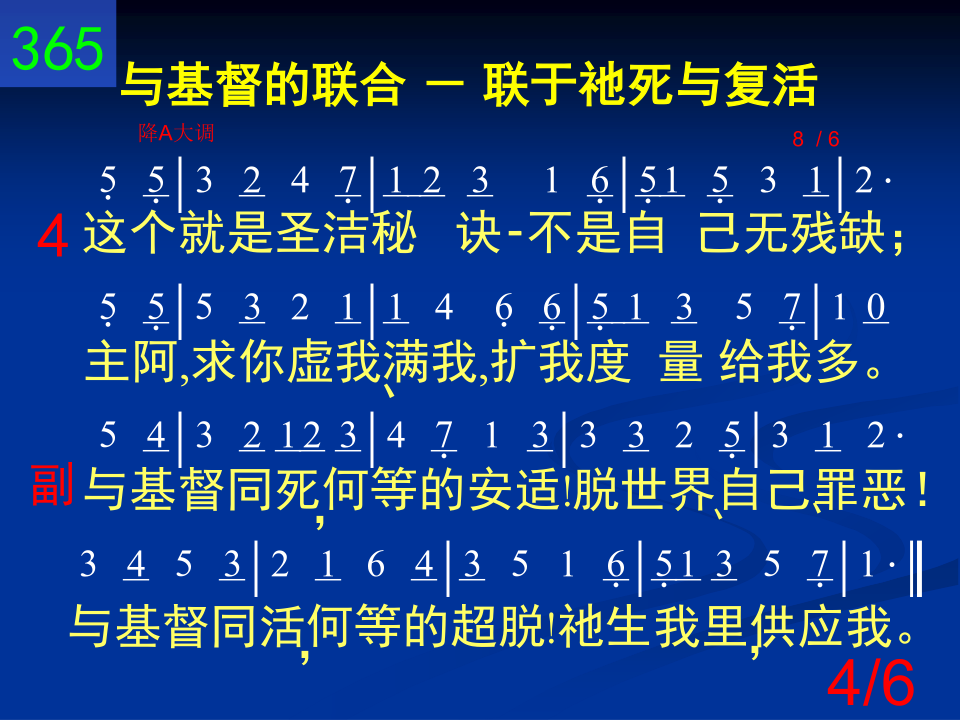 365
与基督的联合 － 联于祂死与复活
降A大调 8 / 6
5̣ 5̣|3 2 4 7̣|1 2 3 1 6̣|5̣1 5̣ 3 1|2·
4 这个就是圣洁秘 诀-不是自 己无残缺；
5̣ 5̣|5 3 2 1|1 4 6̣ 6̣|5̣ 1 3 5 7̣|1 0
主阿,求你虚我、满我,扩我度 量 给我多。
5 4|3 2 12 3|4 7̣ 1 3|3 3 2 5̣|3 1 2·
副 与基督同死，何等的安适!脱世界、自己、罪恶！
3 4 5 3|2 1 6 4|3 5 1 6̣|5̣1 3 5 7̣|1·‖
与基督同活，何等的超脱!祂生我里，供应我。
4/6